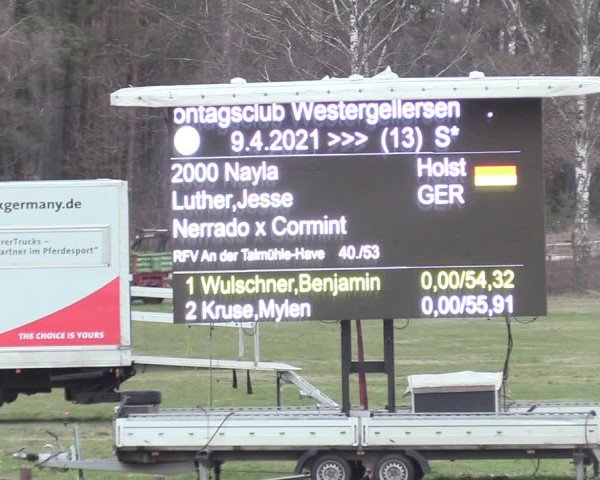 ontagsclub Westergellersen
9.4.2021 >>> (13) S*
2000 Nayla Holst
Luther,Jesse GER
Nerrado x Cormint
RFV An der Talmühle-Have 40./53
1 Wulschner,Benjamin 0,00/54,32
2 Kruse,Mylen 0,00/55,91
xgermany.de
artner im Pferdesport"
THE CHOICE IS YOURS